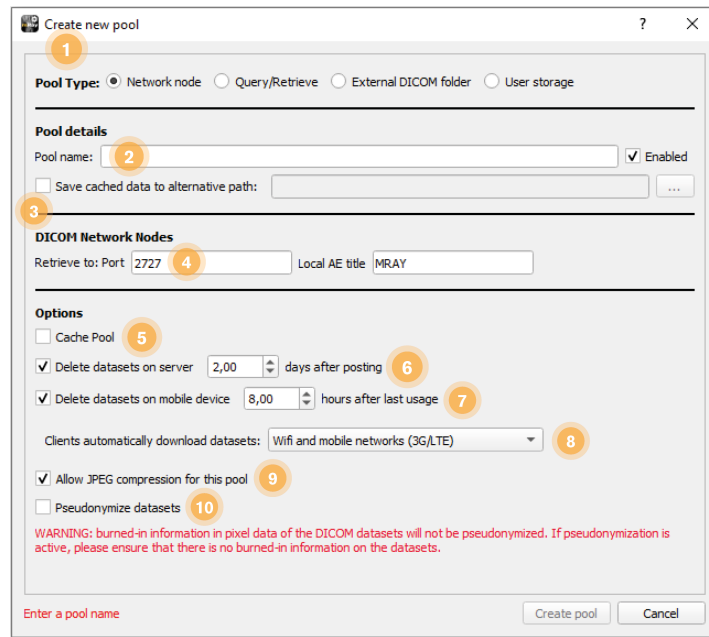 Create new pool ? ×
1
Pool Type: Network node Query/Retrieve External DICOM folder User storage
Pool details
Pool name: 2 Enabled
Save cached data to alternative path: ...
3
DICOM Network Nodes
Retrieve to: Port 2727 4 Local AE title MRAY
Options
Cache Pool 5
Delete datasets on server 2,00 days after posting 6
Delete datasets on mobile device 8,00 hours after last usage 7
Clients automatically download datasets: Wifi and mobile networks (3G/LTE) 8
Allow JPEG compression for this pool 9
Pseudonymize datasets 10
WARNING: burned-in information in pixel data of the DICOM datasets will not be pseudonymized. If pseudonymization is
active, please ensure that there is no burned-in information on the datasets.
Enter a pool name Create pool Cancel